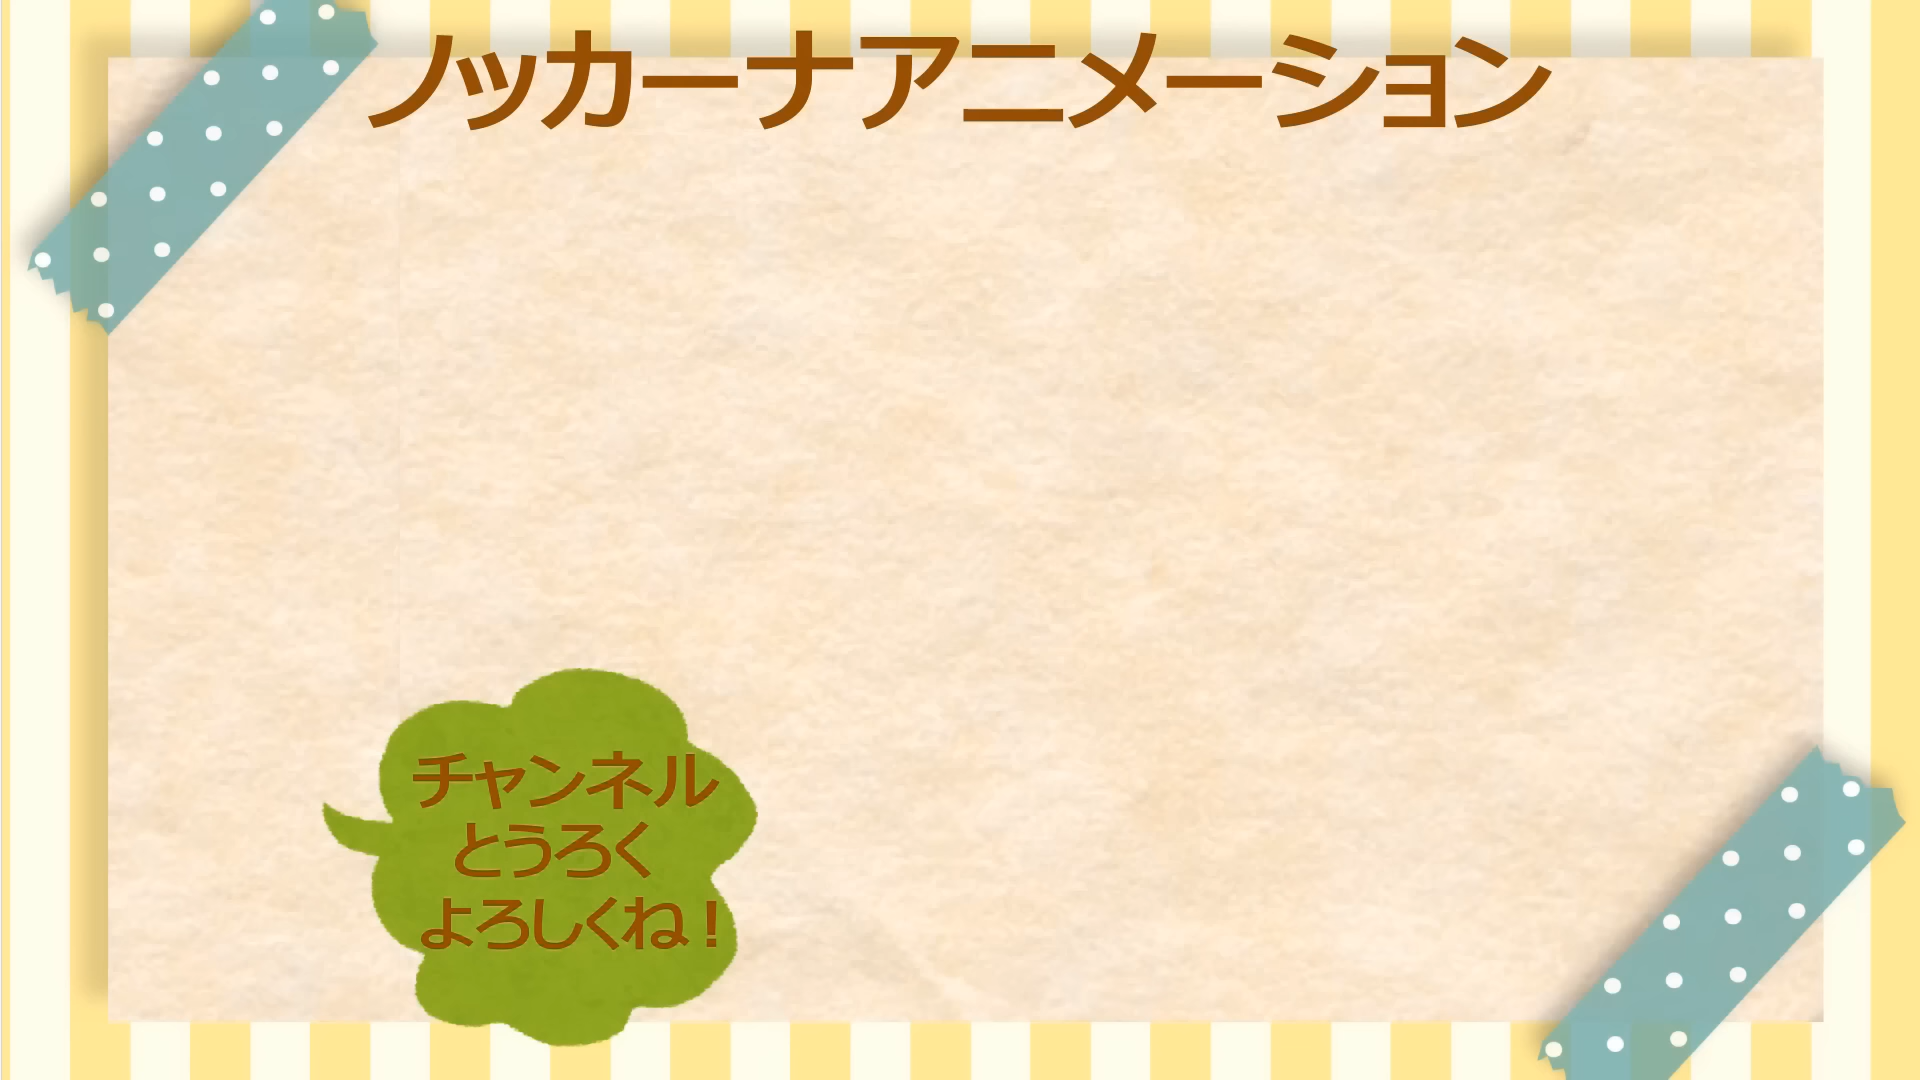 ノッカーナアニメーション
チャンネル
とうろく
よろしくね！